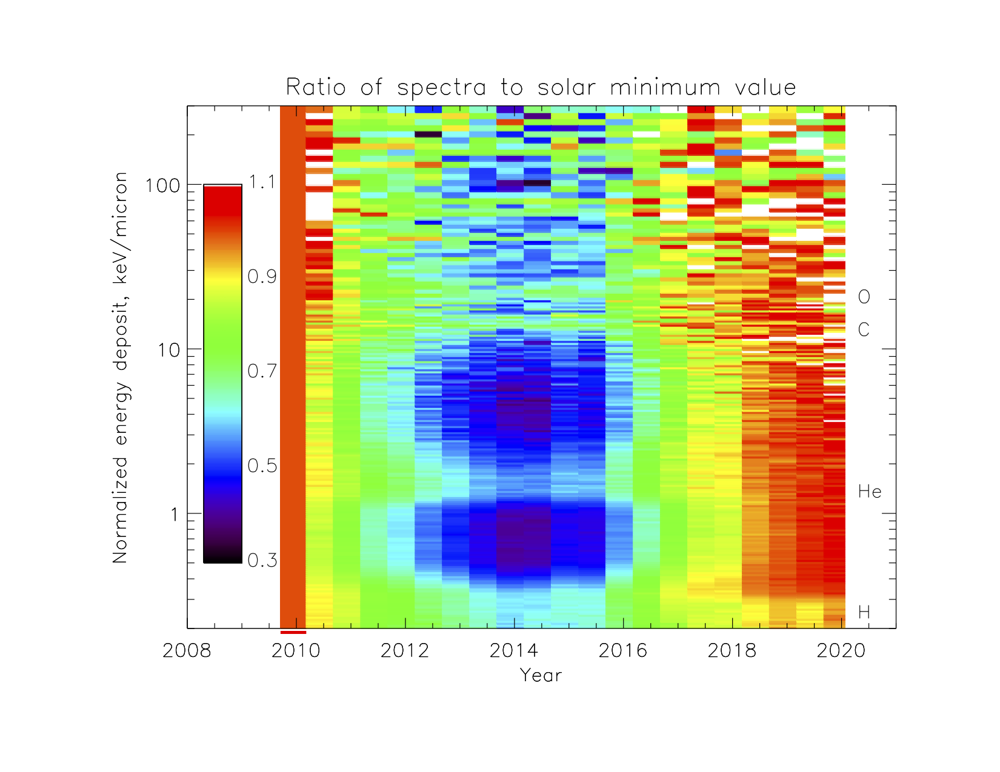 Ratio of spectra to solar minimum value
Normalized energy deposit, keV/micron
100
10
1
1.1
0.9
0.7
0.5
0.3
O
C
He
H
2008 2010 2012 2014 2016 2018 2020
Year